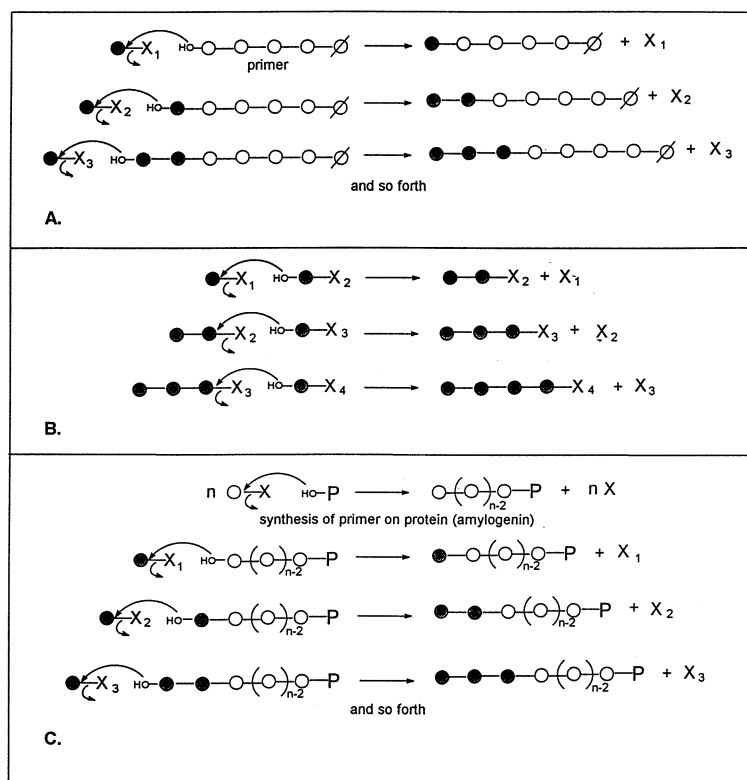 X₁ HO + X₁
primer
X₂ HO + X₂
X₃ HO + X₃
and so forth
A.
X₁ HO X₂ X₂ + X₁
X₂ HO X₃ X₃ + X₂
X₃ HO X₄ X₄ + X₃
B.
n X HO P ( )n-2 P + n X
synthesis of primer on protein (amylogenin)
X₁ HO ( )n-2 P ( )n-2 P + X₁
X₂ HO ( )n-2 P ( )n-2 P + X₂
X₃ HO ( )n-2 P ( )n-2 P + X₃
and so forth
C.